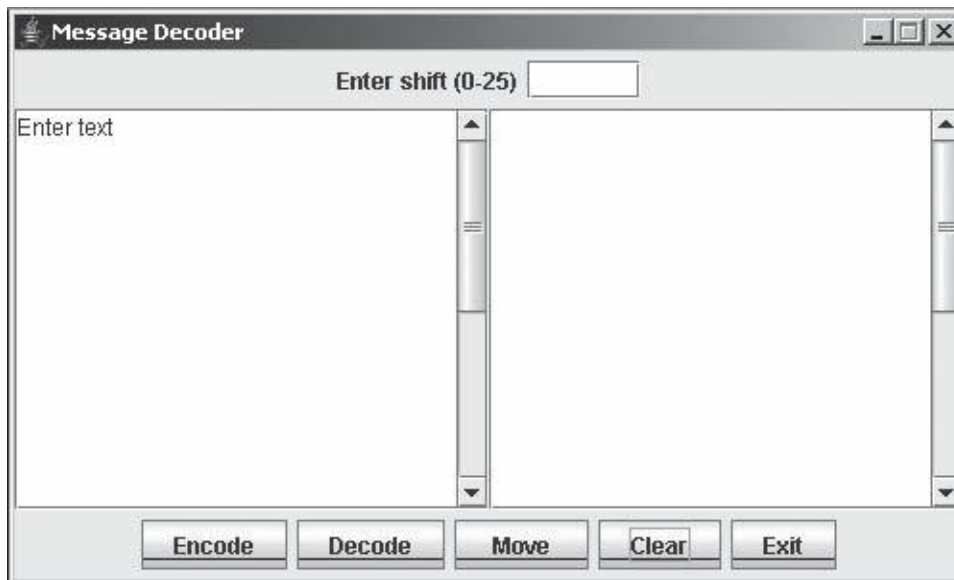 Message Decoder
Enter shift (0-25)
Enter text
Encode Decode Move Clear Exit